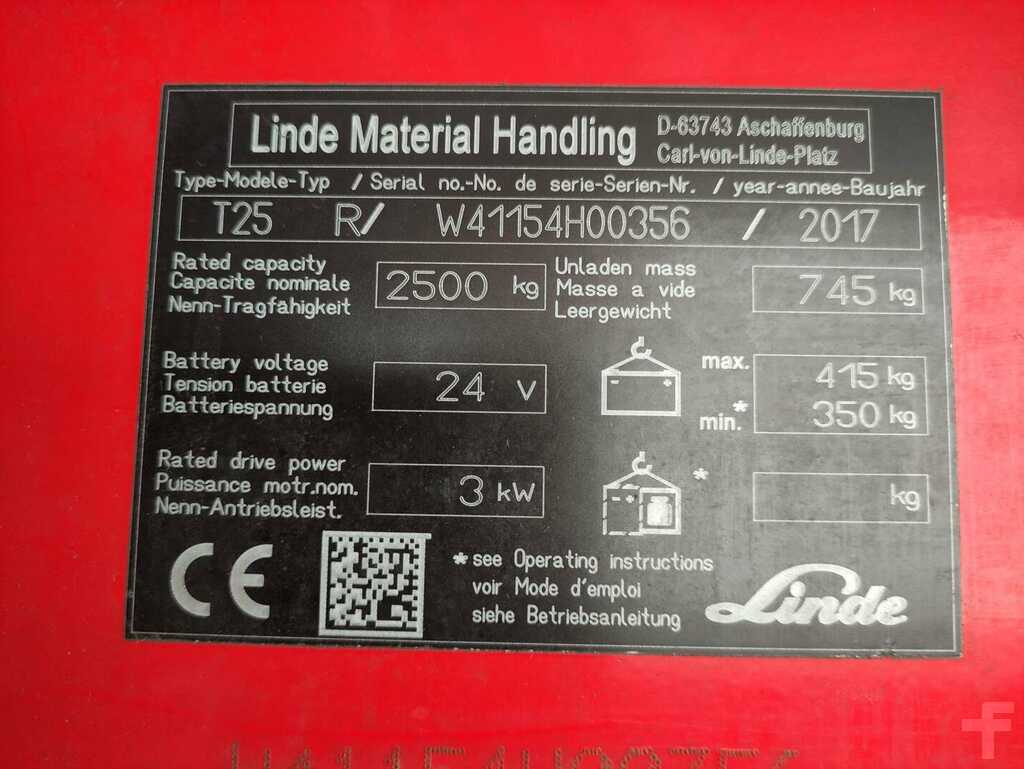 Linde Material Handling
D-63743 Aschaffenburg
Carl-von-Linde-Platz
Type-Modele-Typ / Serial no.-No. de serie-Serien-Nr. / year-annee-Baujahr
T25 R/ W41154H00356 / 2017
Rated capacity
Capacite nominale
Nenn-Tragfähigkeit
2500 kg
Unladen mass
Masse a vide
Leergewicht
745 kg
Battery voltage
Tension batterie
Batteriespannung
24 V
max. 415 kg
min.* 350 kg
Rated drive power
Puissance motr.nom.
Nenn-Antriebsleist.
3 kW
*
kg
CE
*see Operating instructions
voir Mode d'emploi
siehe Betriebsanleitung
Linde